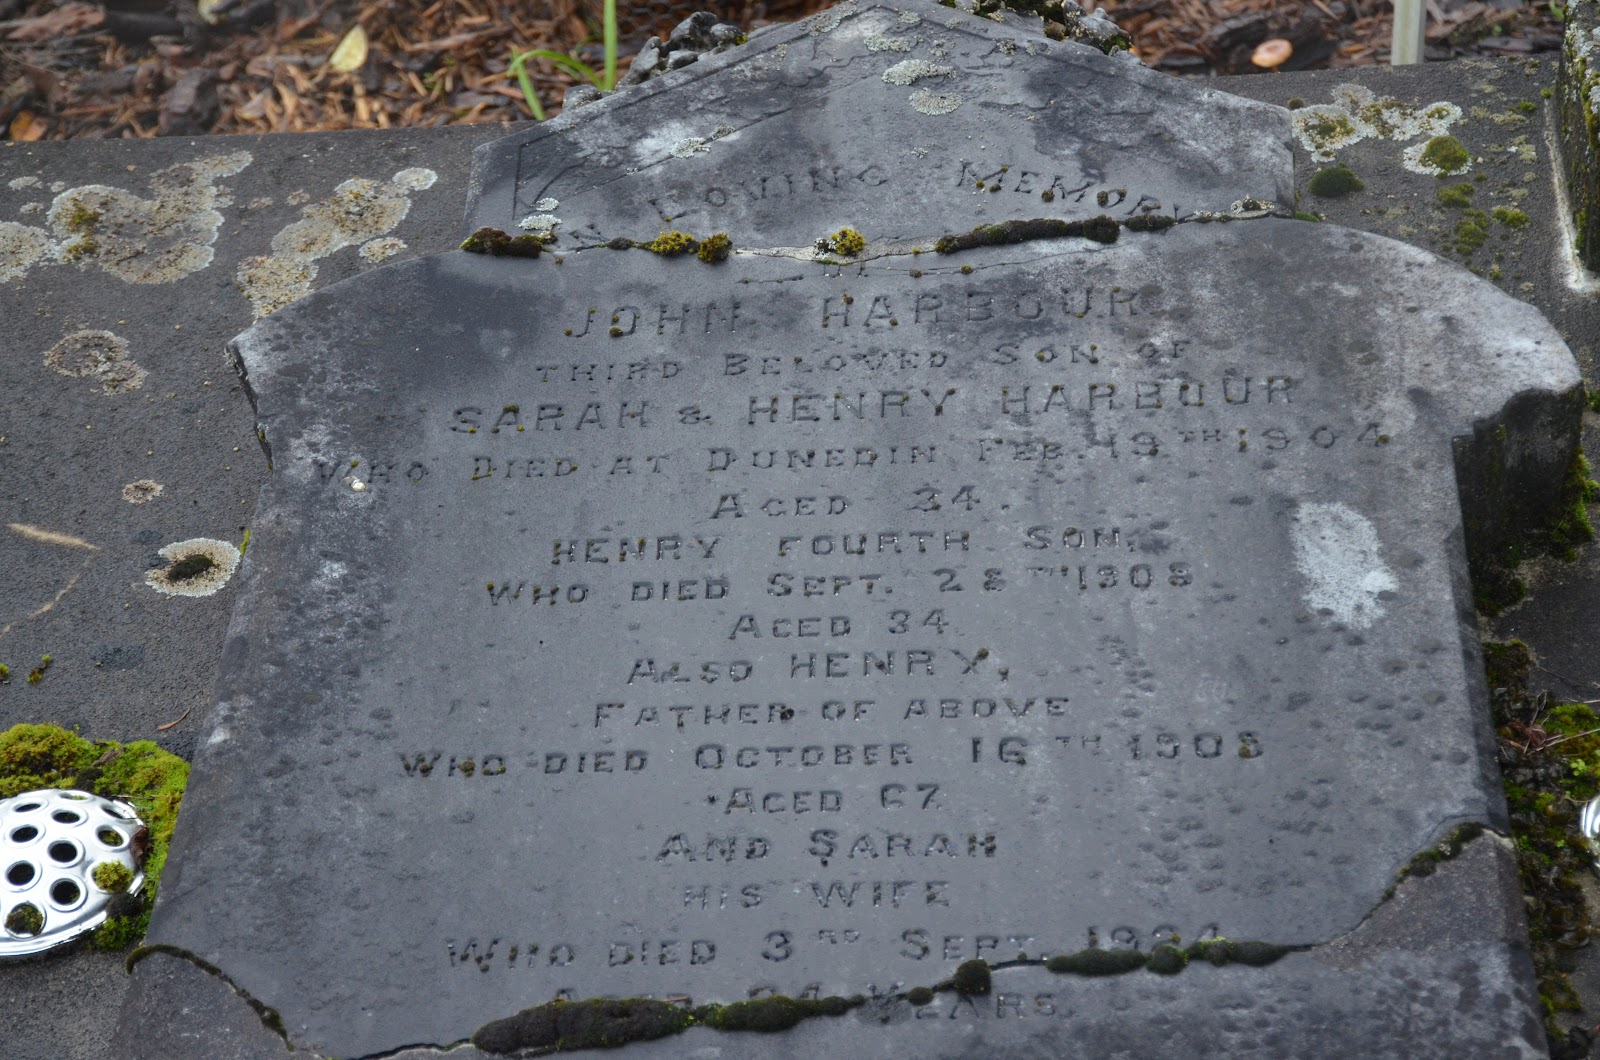 IN LOVING MEMORY
JOHN HARBOUR
THIRD BELOVED SON OF
SARAH & HENRY HARBOUR
WHO DIED AT DUNEDIN FEB. 19TH 1904
AGED 34.
HENRY FOURTH SON,
WHO DIED SEPT. 28TH 1908
AGED 34
ALSO HENRY,
FATHER OF ABOVE
WHO DIED OCTOBER 16TH 1908
AGED 67
AND SARAH
HIS WIFE
WHO DIED 3RD SEPT.
YEARS.